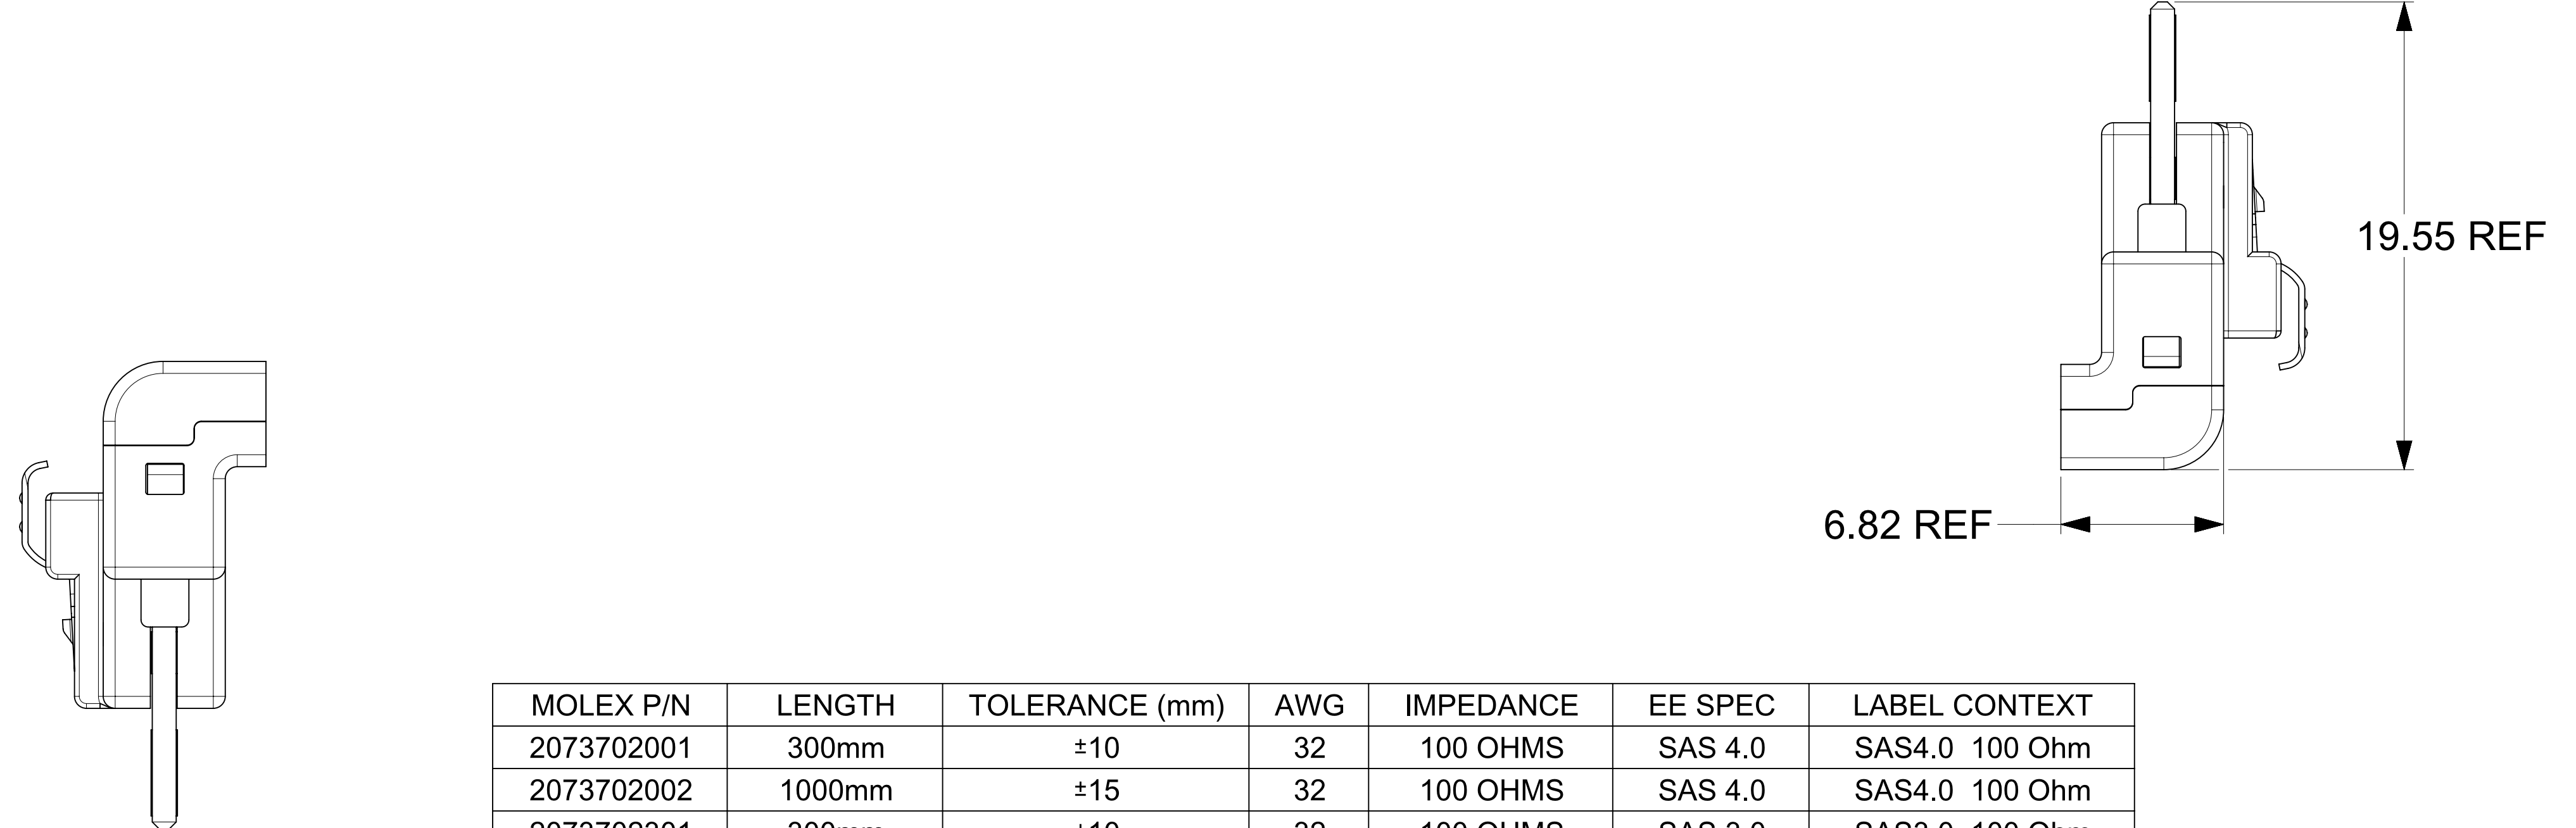 19.55 REF
6.82 REF
MOLEX P/N LENGTH TOLERANCE (mm) AWG IMPEDANCE EE SPEC LABEL CONTEXT
2073702001 300mm ±10 32 100 OHMS SAS 4.0 SAS4.0 100 Ohm
2073702002 1000mm ±15 32 100 OHMS SAS 4.0 SAS4.0 100 Ohm